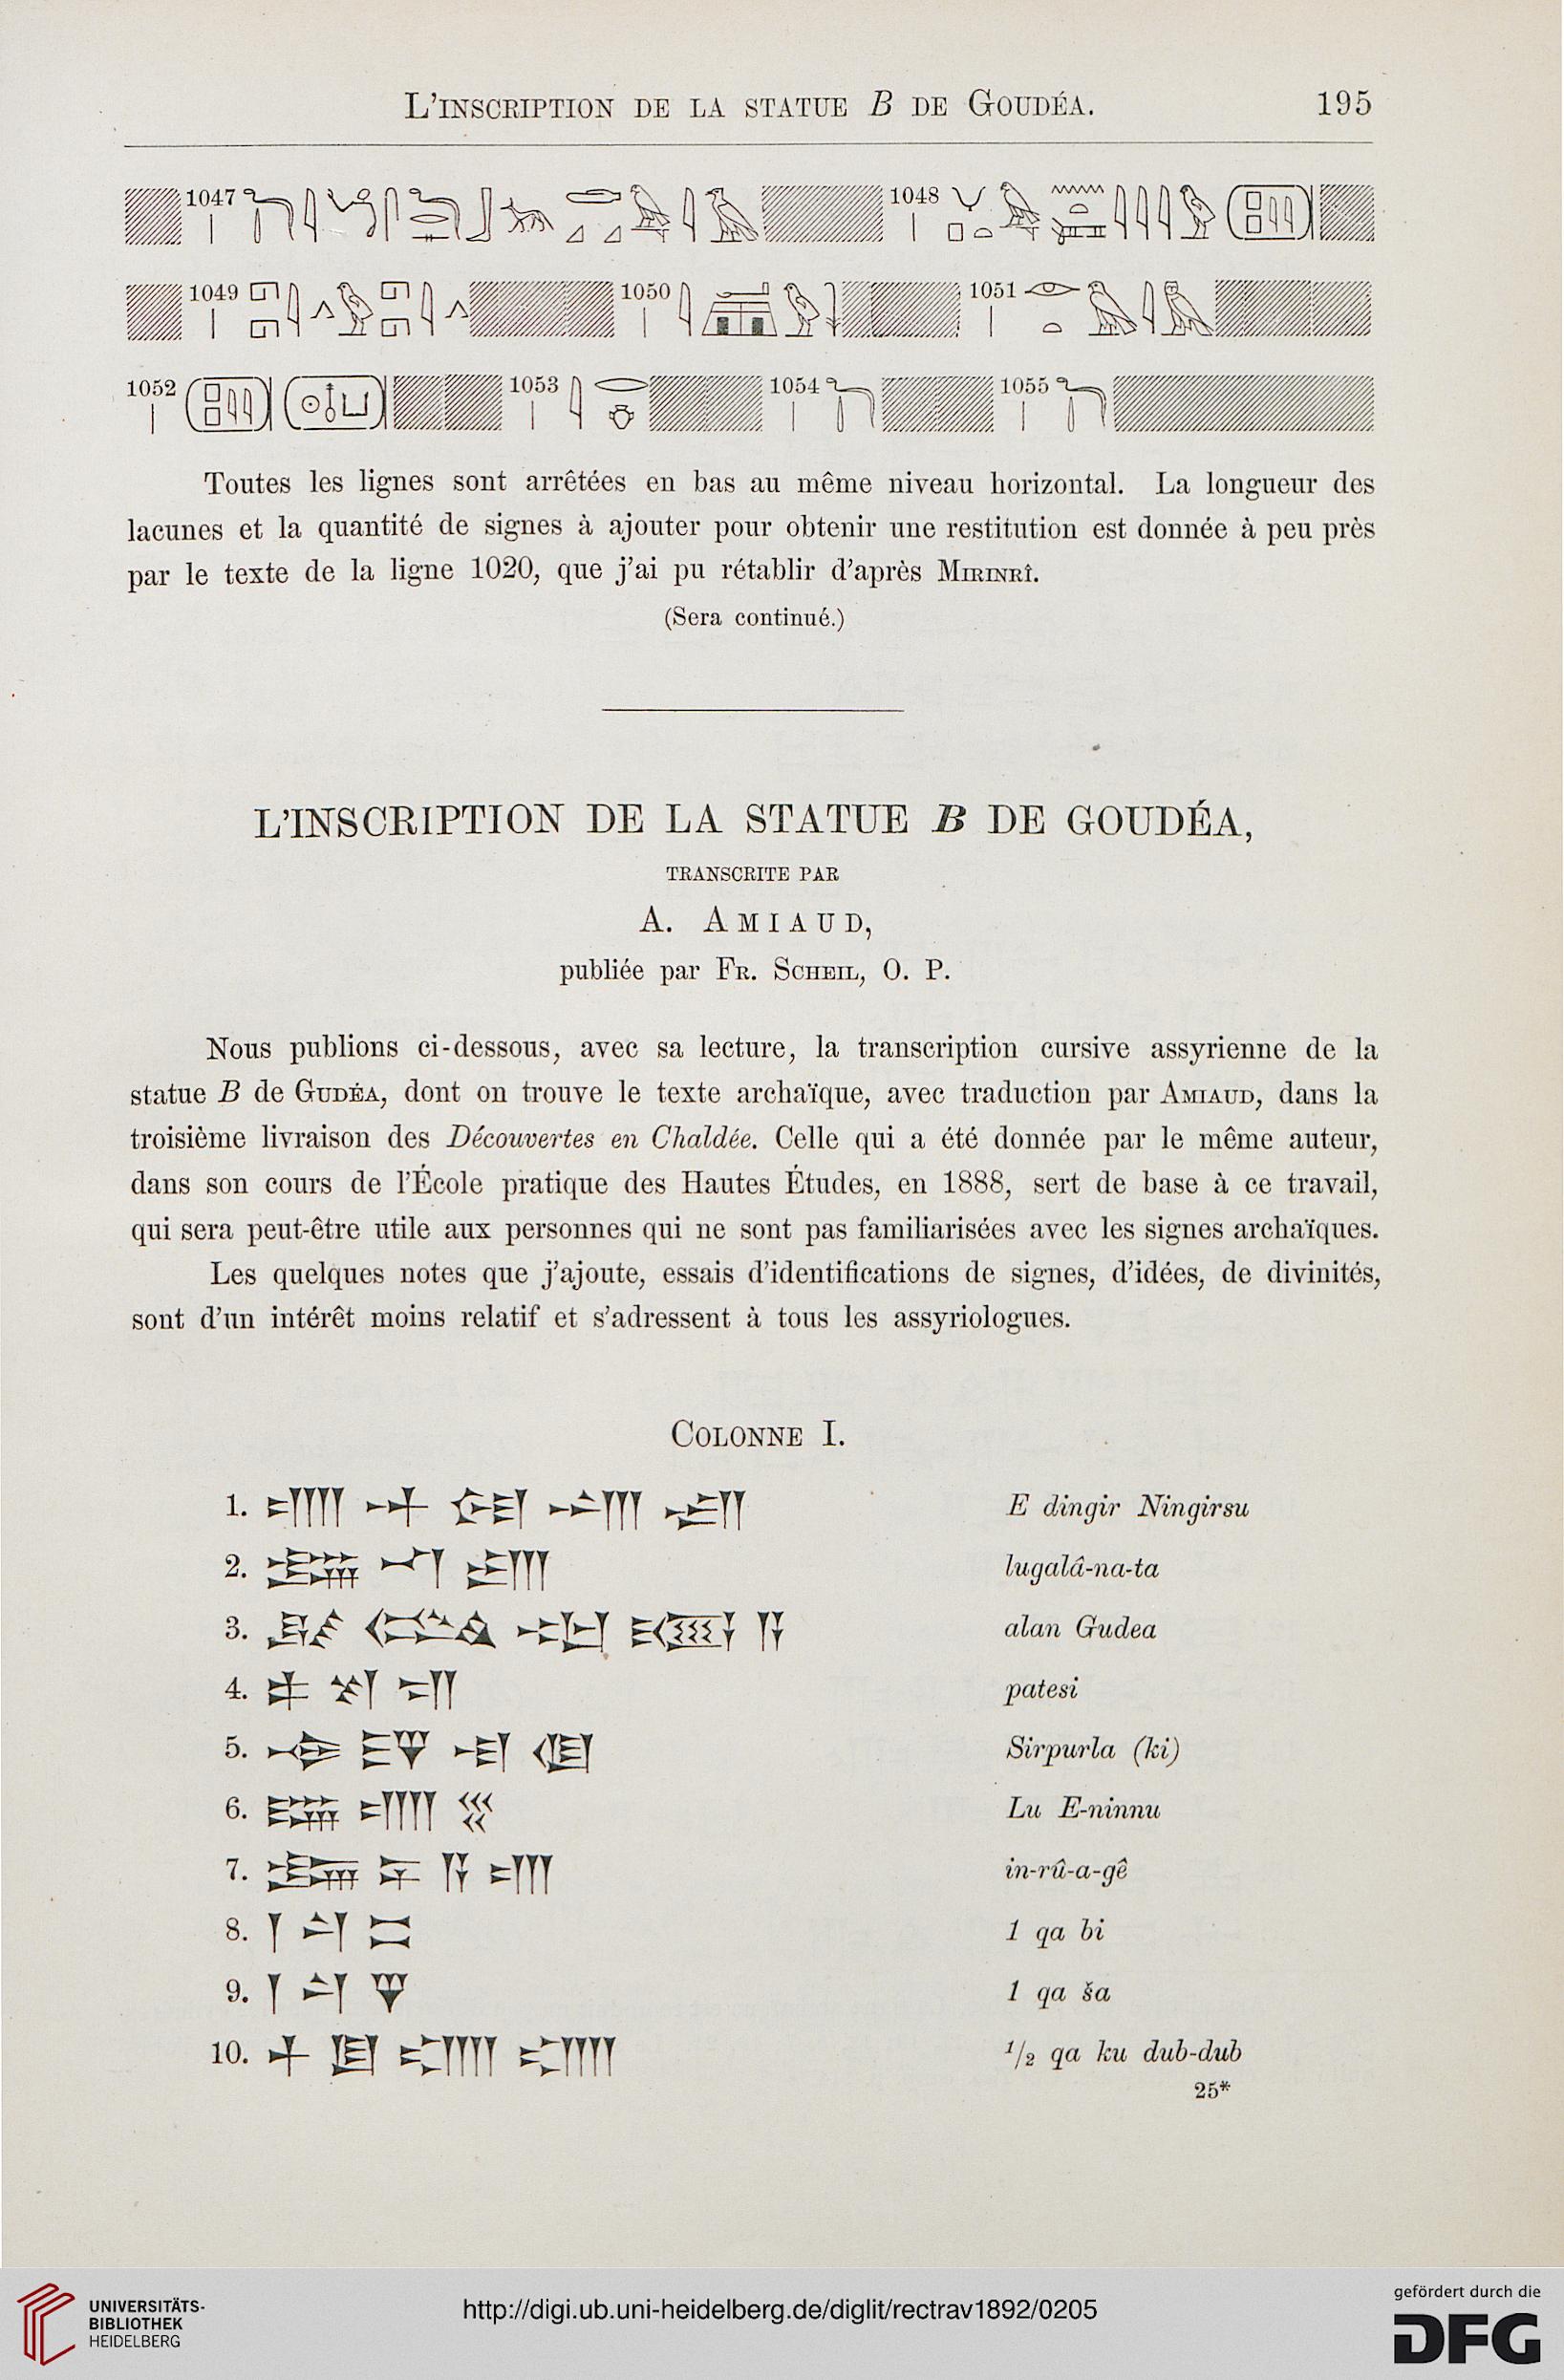 L'INSCRIPTION DE LA STATUE B DE GOUDÉA. 195
1047 1048
1049 1050 1051
1052 1053 1054 1055
Toutes les lignes sont arrêtées en bas au même niveau horizontal. La longueur des
lacunes et la quantité de signes à ajouter pour obtenir une restitution est donnée à peu près
par le texte de la ligne 1020, que j'ai pu rétablir d'après MIRINRÎ.
(Sera continué.)
L'INSCRIPTION DE LA STATUE B DE GOUDÉA,
TRANSCRITE PAR
A. AMIAUD,
publiée par FR. SCHEIL, O. P.
Nous publions ci-dessous, avec sa lecture, la transcription cursive assyrienne de la
statue B de GUDÉA, dont on trouve le texte archaïque, avec traduction par AMIAUD, dans la
troisième livraison des Découvertes en Chaldée. Celle qui a été donnée par le même auteur,
dans son cours de l'École pratique des Hautes Études, en 1888, sert de base à ce travail,
qui sera peut-être utile aux personnes qui ne sont pas familiarisées avec les signes archaïques.
Les quelques notes que j'ajoute, essais d'identifications de signes, d'idées, de divinités,
sont d'un intérêt moins relatif et s'adressent à tous les assyriologues.
COLONNE I.
1. E dingir Ningirsu
2. lugalâ-na-ta
3. alan Gudea
4. patesi
5. Sirpurla (ki)
6. Lu E-ninnu
7. in-rû-a-gê
8. 1 qa bi
9. 1 qa ša
10. 1/2 qa ku dub-dub
25*
UNIVERSITÄTS-
BIBLIOTHEK
HEIDELBERG
http://digi.ub.uni-heidelberg.de/diglit/rectrav1892/0205
gefördert durch die
DFG